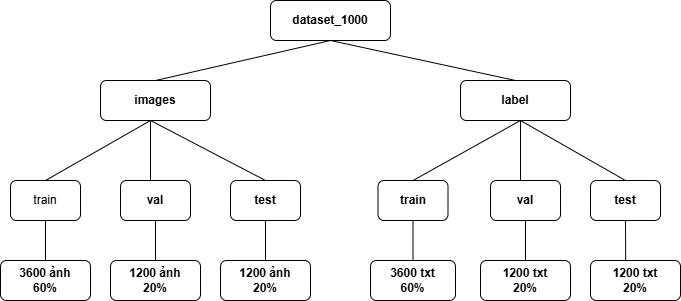 dataset_1000
images
label
train
val
test
train
val
test
3600 ảnh
60%
1200 ảnh
20%
1200 ảnh
20%
3600 txt
60%
1200 txt
20%
1200 txt
20%